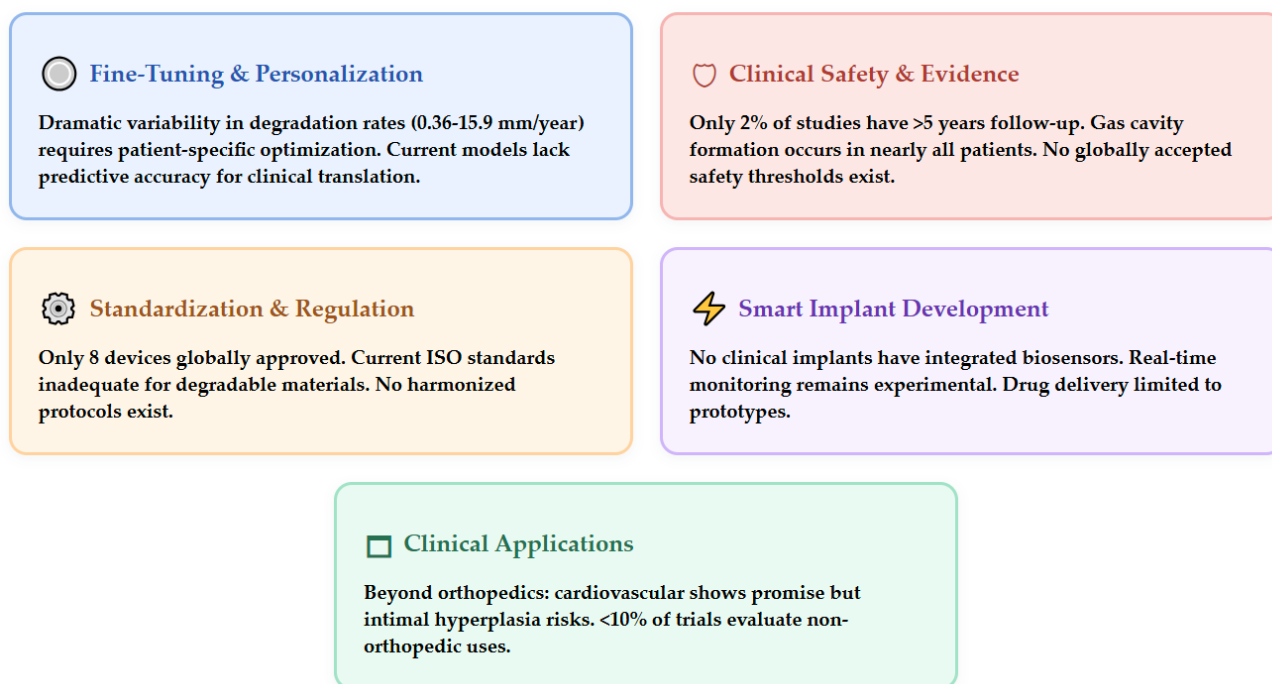 Fine-Tuning & Personalization
Dramatic variability in degradation rates (0.36-15.9 mm/year)
requires patient-specific optimization. Current models lack
predictive accuracy for clinical translation.
Clinical Safety & Evidence
Only 2% of studies have >5 years follow-up. Gas cavity
formation occurs in nearly all patients. No globally accepted
safety thresholds exist.
Standardization & Regulation
Only 8 devices globally approved. Current ISO standards
inadequate for degradable materials. No harmonized
protocols exist.
Smart Implant Development
No clinical implants have integrated biosensors. Real-time
monitoring remains experimental. Drug delivery limited to
prototypes.
Clinical Applications
Beyond orthopedics: cardiovascular shows promise but
intimal hyperplasia risks. <10% of trials evaluate non-
orthopedic uses.